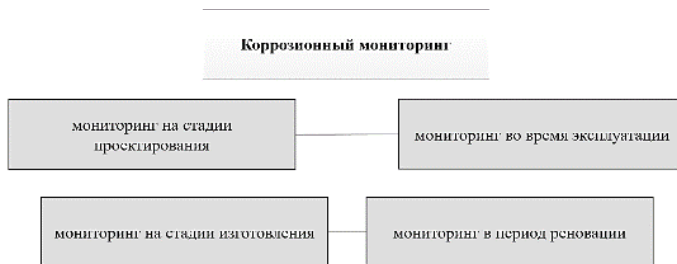 Коррозионный мониторинг
мониторинг на стадии
проектирования
мониторинг во время эксплуатации
мониторинг на стадии изготовления
мониторинг в период реновации